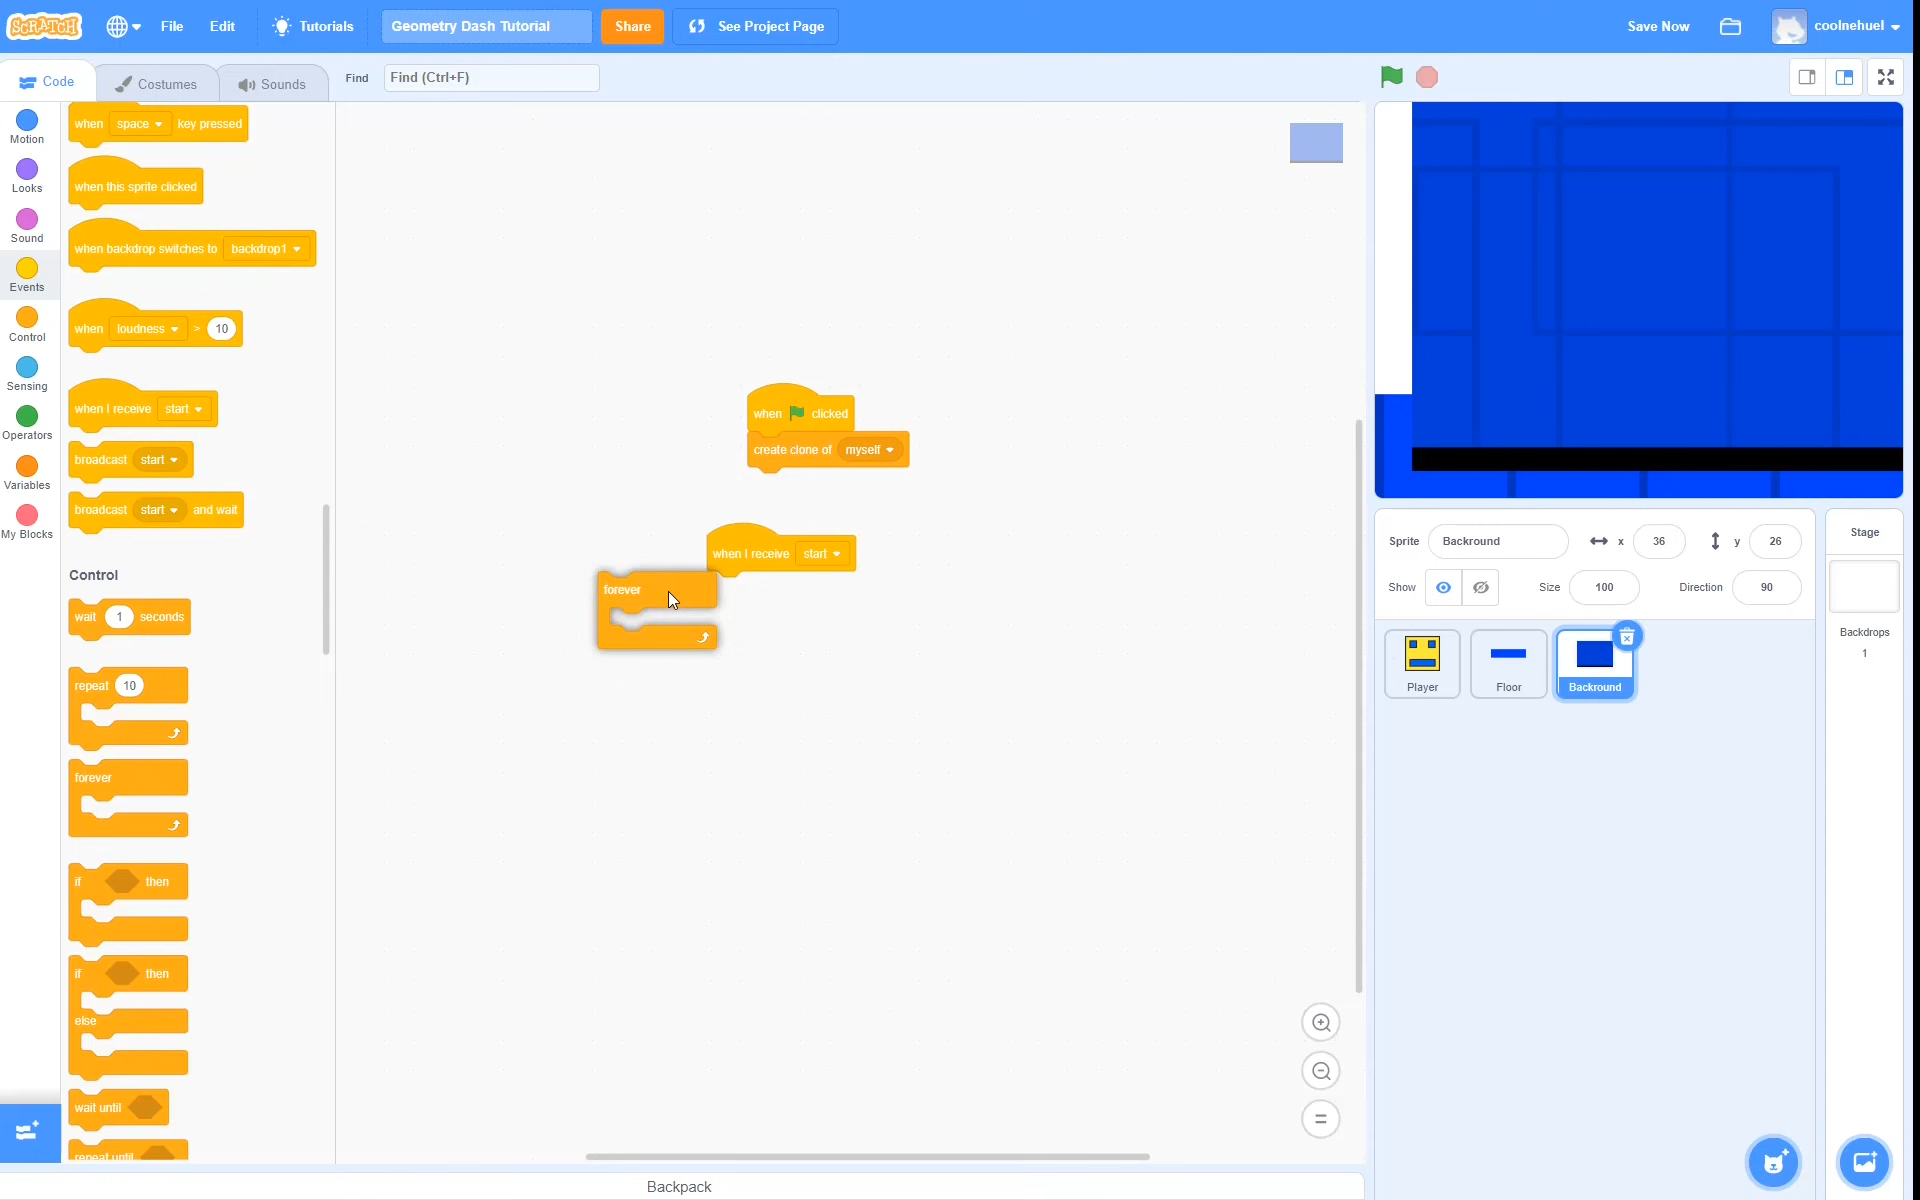 SCRATCH
File
Edit
Tutorials
Geometry Dash Tutorial
Share
See Project Page
Save Now
coolnehuel
Code
Costumes
Sounds
Find
Find (Ctrl+F)
Motion
Looks
Sound
Events
Control
Sensing
Operators
Variables
My Blocks
when space key pressed
when this sprite clicked
when backdrop switches to backdrop1
when loudness > 10
when I receive start
broadcast start
broadcast start and wait
Control
wait 1 seconds
repeat 10
forever
if then
if then
else
wait until
repeat until
when clicked
create clone of myself
when I receive start
forever
=
Backpack
Sprite
Backround
x
36
y
26
Show
Size
100
Direction
90
Player
Floor
Backround
Stage
Backdrops
1